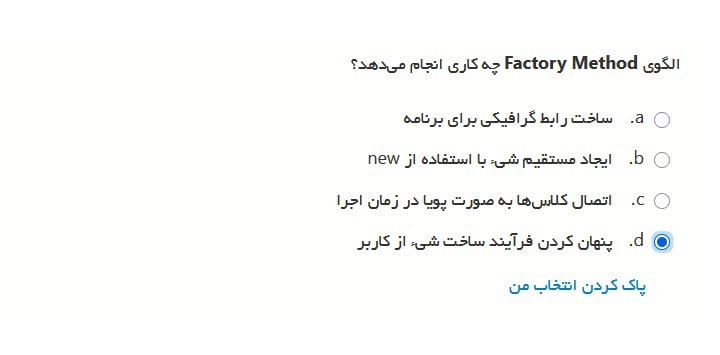 الگوی Factory Method چه کاری انجام می‌دهد؟
a. ساخت رابط گرافیکی برای برنامه
b. ایجاد مستقیم شیء با استفاده از new
c. اتصال کلاس‌ها به صورت پویا در زمان اجرا
d. پنهان کردن فرآیند ساخت شیء از کاربر
پاک کردن انتخاب من